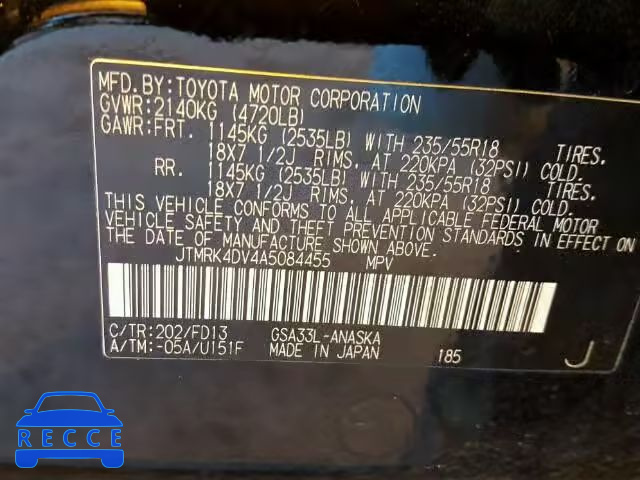 MFD.BY:TOYOTA MOTOR CORPORATION
GVWR:2140KG (4720LB)
GAWR:FRT. 1145KG (2535LB) WITH 235/55R18 TIRES.
18X7 1/2J RIMS, AT 220KPA (32PSI) COLD.
RR. 1145KG (2535LB) WITH 235/55R18 TIRES.
18X7 1/2J RIMS, AT 220KPA (32PSI) COLD.
THIS VEHICLE CONFORMS TO ALL APPLICABLE FEDERAL MOTOR
VEHICLE SAFETY AND THEFT PREVENTION STANDARDS IN EFFECT ON
THE DATE OF MANUFACTURE SHOWN ABOVE.
JTMRK4DV4A5084455 MPV
C/TR:202/FD13 GSA33L-ANASKA
A/TM:-05A/U151F MADE IN JAPAN 185 J
RECCE